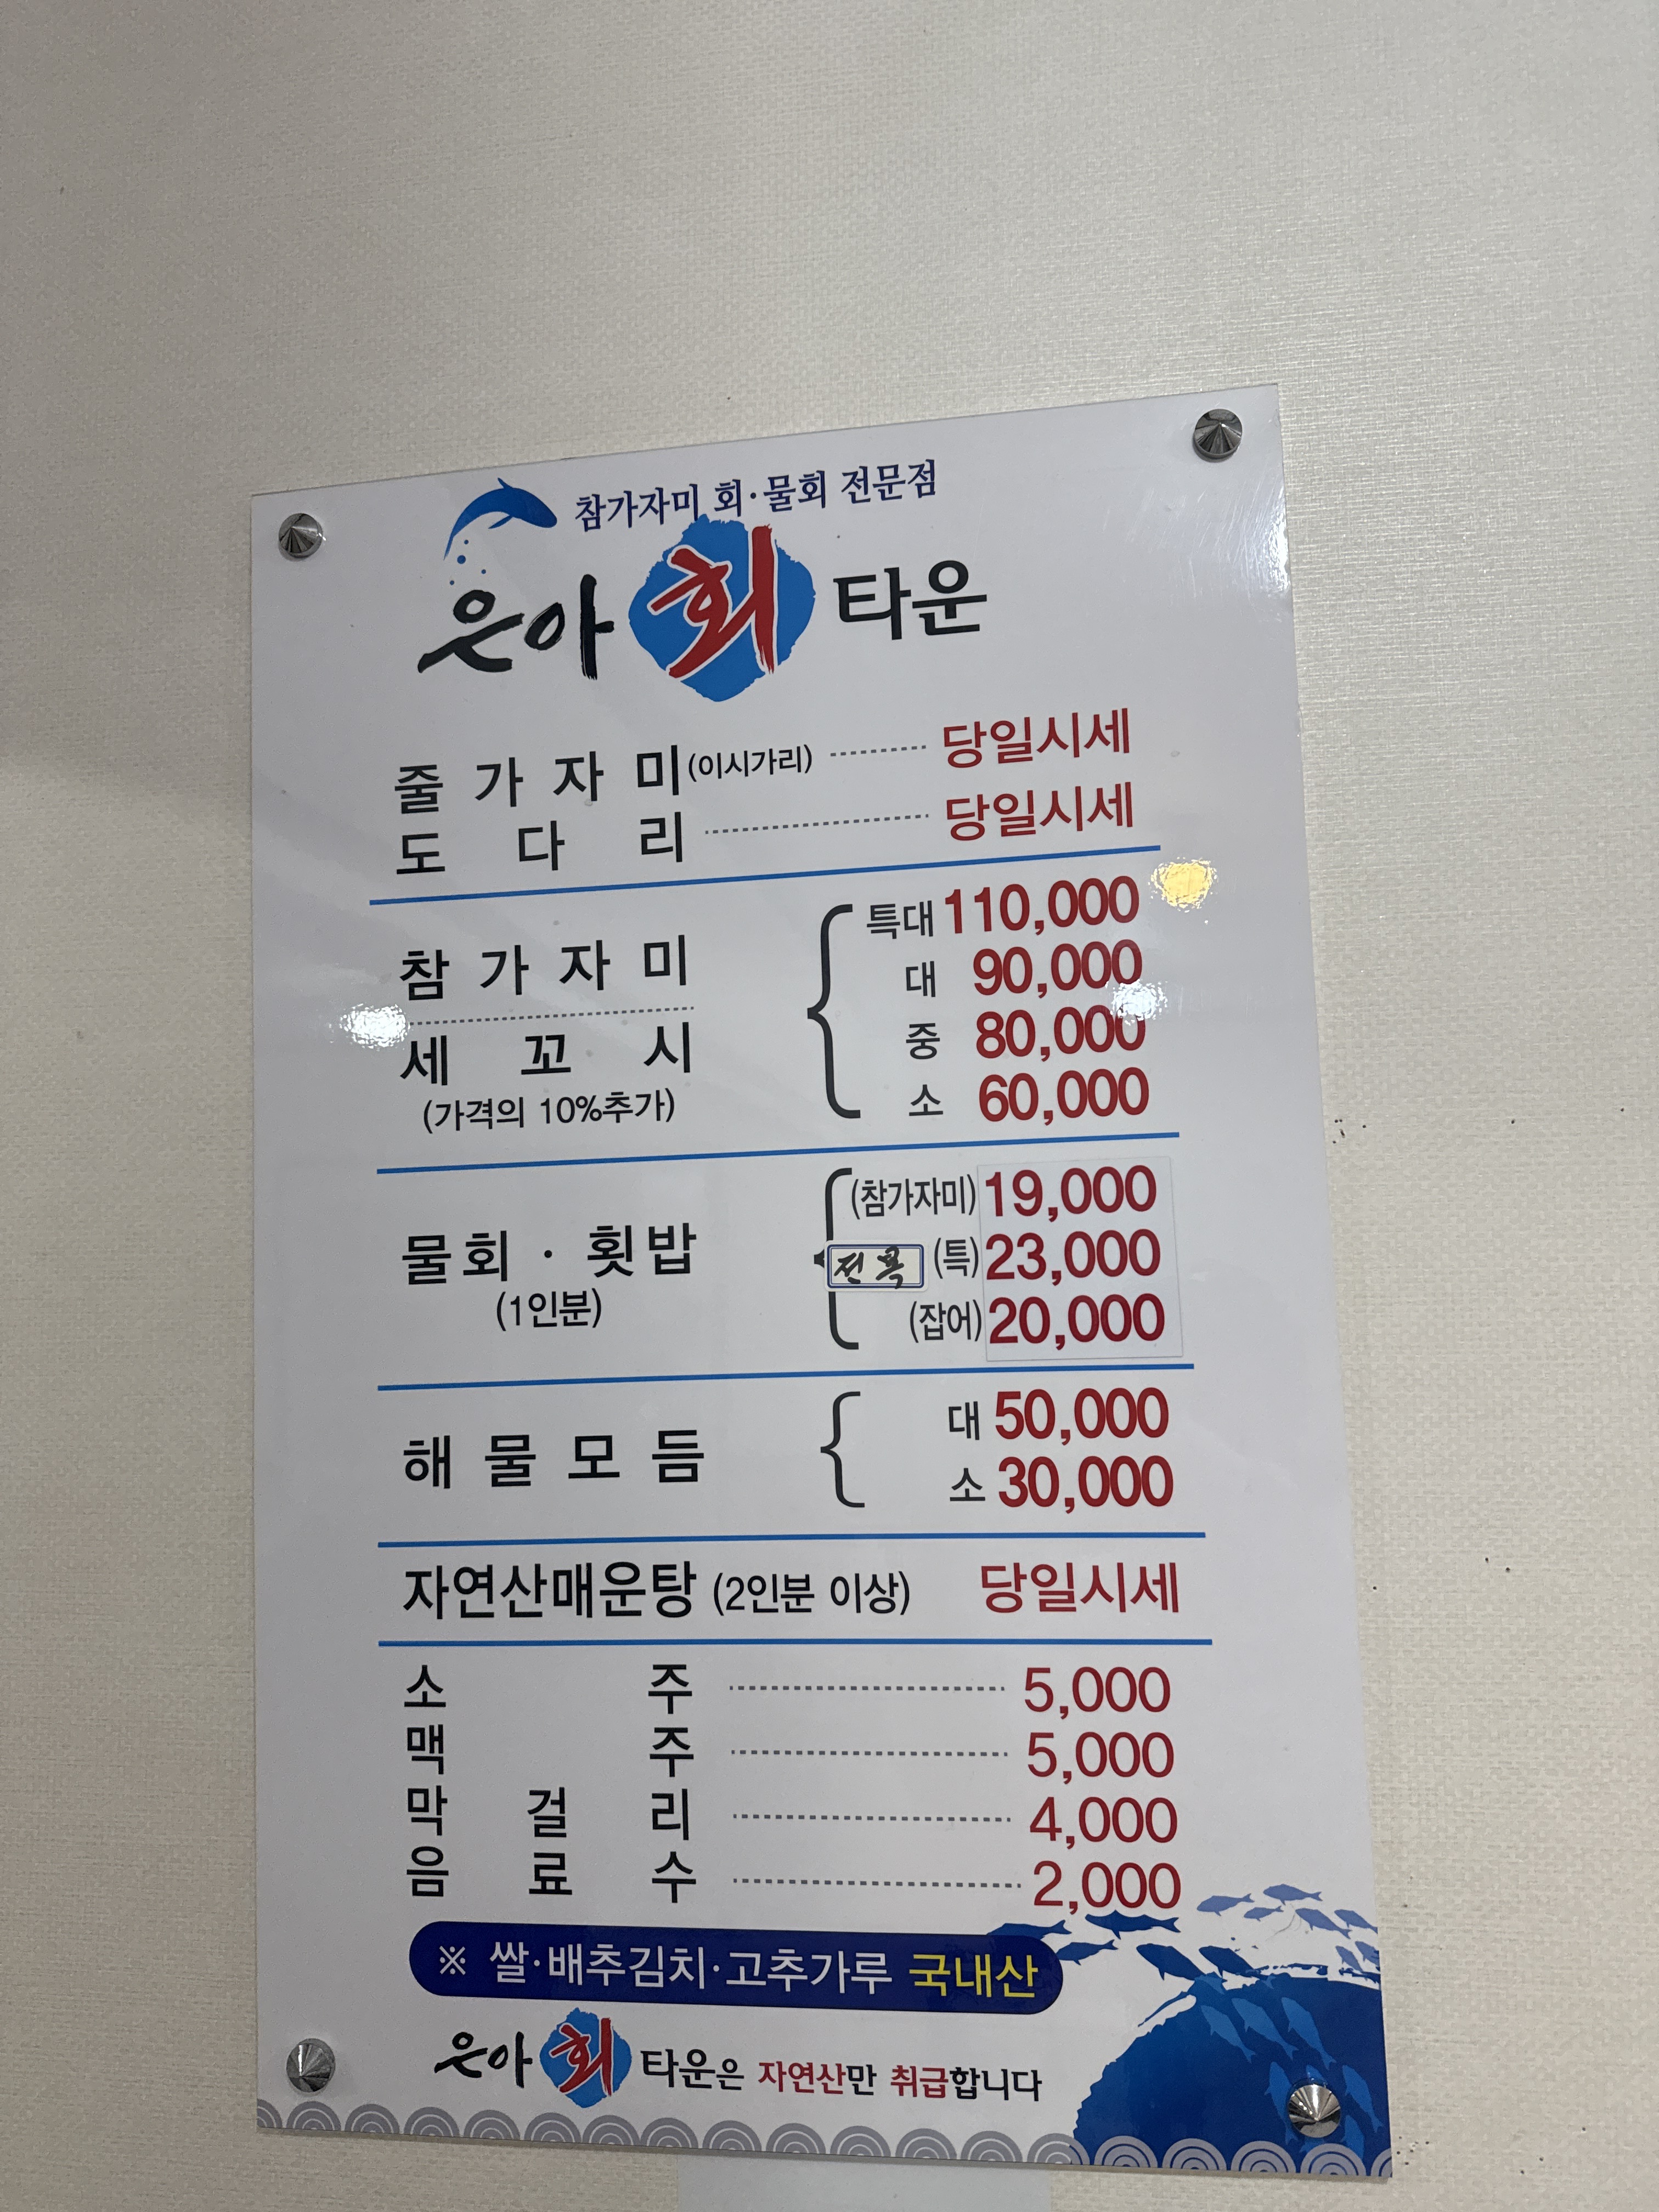 참가자미 회·물회 전문점
은아 회 타운
줄가자미(이시가리) 당일시세
도다리 당일시세
참가자미
세꼬시
(가격의 10%추가)
특대 110,000
대 90,000
중 80,000
소 60,000
물회 · 횟밥
(1인분)
(참가자미) 19,000
전복 (특) 23,000
(잡어) 20,000
해물모듬
대 50,000
소 30,000
자연산매운탕 (2인분 이상) 당일시세
소주 5,000
맥주 5,000
막걸리 4,000
음료수 2,000
※ 쌀·배추김치·고추가루 국내산
은아 회 타운은 자연산만 취급합니다